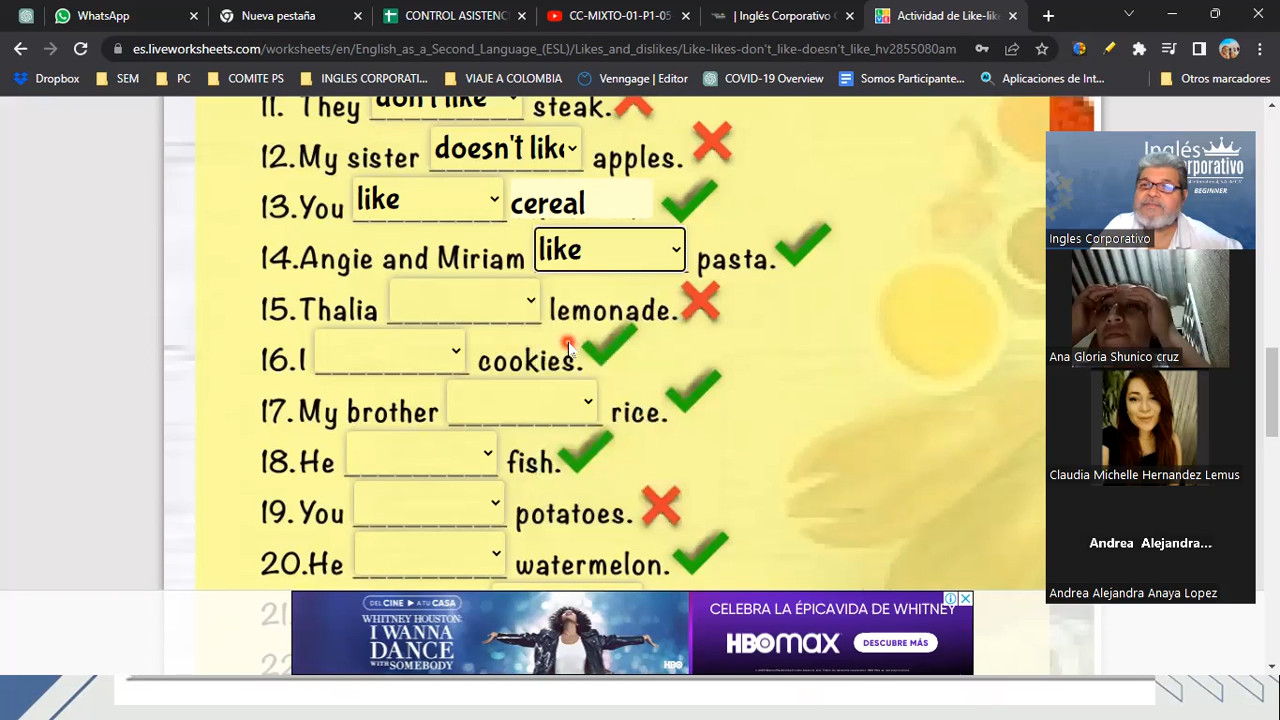 WhatsApp
Nueva pestaña
CONTROL ASISTENC
CC-MIXTO-01-P1-05
| Inglés Corporativo C
Actividad de Like-lik
es.liveworksheets.com/worksheets/en/English_as_a_Second_Language_(ESL)/Likes_and_dislikes/Like-likes-don't_like-doesn't_like_hv2855080am
Dropbox
SEM
PC
COMITE PS
INGLES CORPORATI...
VIAJE A COLOMBIA
Venngage | Editor
COVID-19 Overview
Somos Participante...
Aplicaciones de Int...
Otros marcadores
11. They don't like steak.
12.My sister doesn't like apples.
13.You like cereal
14.Angie and Miriam like pasta.
15.Thalia lemonade.
16.I cookies.
17.My brother rice.
18.He fish.
19.You potatoes.
20.He watermelon.
21.
22
DEL CINE A TU CASA
WHITNEY HOUSTON:
I WANNA
DANCE
WITH SOMEBODY
HBO
CELEBRA LA ÉPICAVIDA DE WHITNEY
HBOMAX
DESCUBRE MÁS
Inglés
Corporativo
BEGINNER
Ingles Corporativo
Ana Gloria Shunico cruz
Claudia Michelle Hernandez Lemus
Andrea Alejandra...
Andrea Alejandra Anaya Lopez